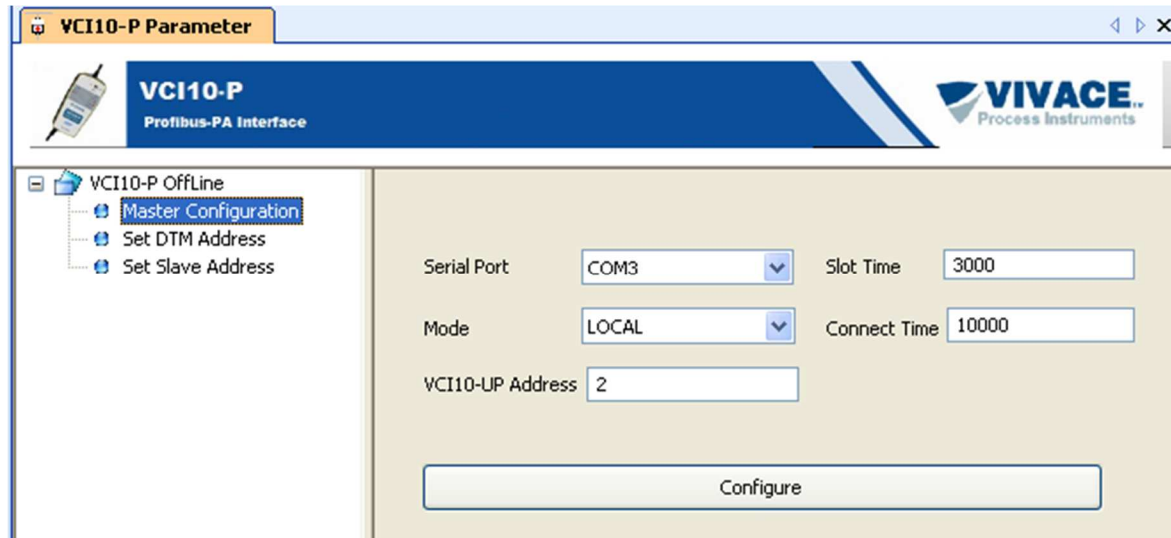 VCI10-P Parameter
VCI10-P
Profibus-PA Interface
VIVACE
Process Instruments
VCI10-P OffLine
Master Configuration
Set DTM Address
Set Slave Address
Serial Port COM3 Slot Time 3000
Mode LOCAL Connect Time 10000
VCI10-UP Address 2
Configure